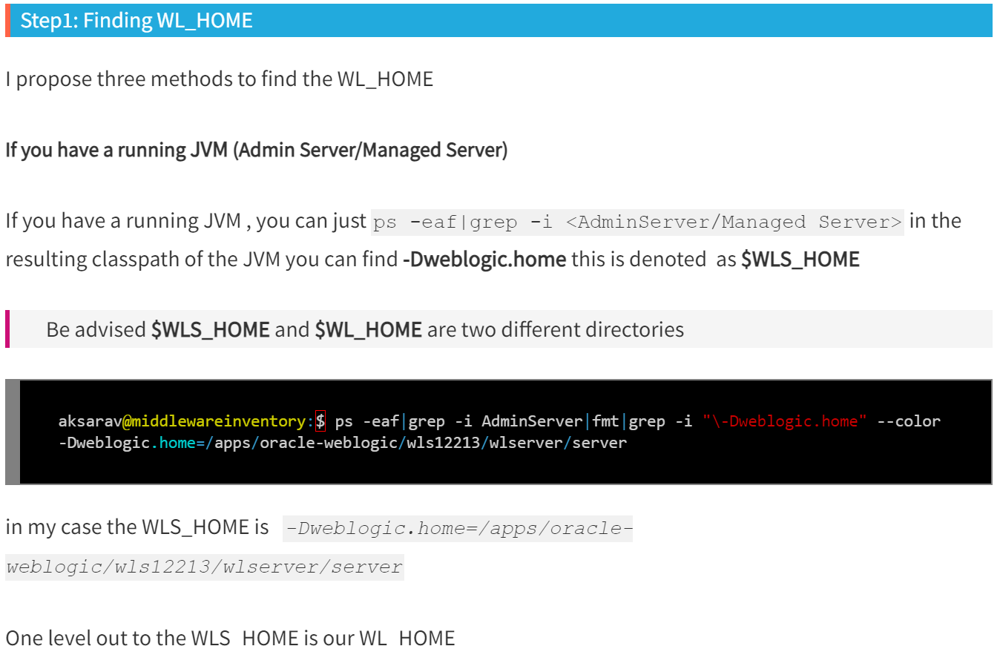 Step1: Finding WL_HOME
I propose three methods to find the WL_HOME
If you have a running JVM (Admin Server/Managed Server)
If you have a running JVM , you can just ps -eaf|grep -i <AdminServer/Managed Server> in the
resulting classpath of the JVM you can find -Dweblogic.home this is denoted as $WLS_HOME
Be advised $WLS_HOME and $WL_HOME are two different directories
aksarav@middlewareinventory:$ ps -eaf|grep -i AdminServer|fmt|grep -i "\-Dweblogic.home" --color
-Dweblogic.home=/apps/oracle-weblogic/wls12213/wlserver/server
in my case the WLS_HOME is -Dweblogic.home=/apps/oracle-
weblogic/wls12213/wlserver/server
One level out to the WLS_HOME is our WL_HOME